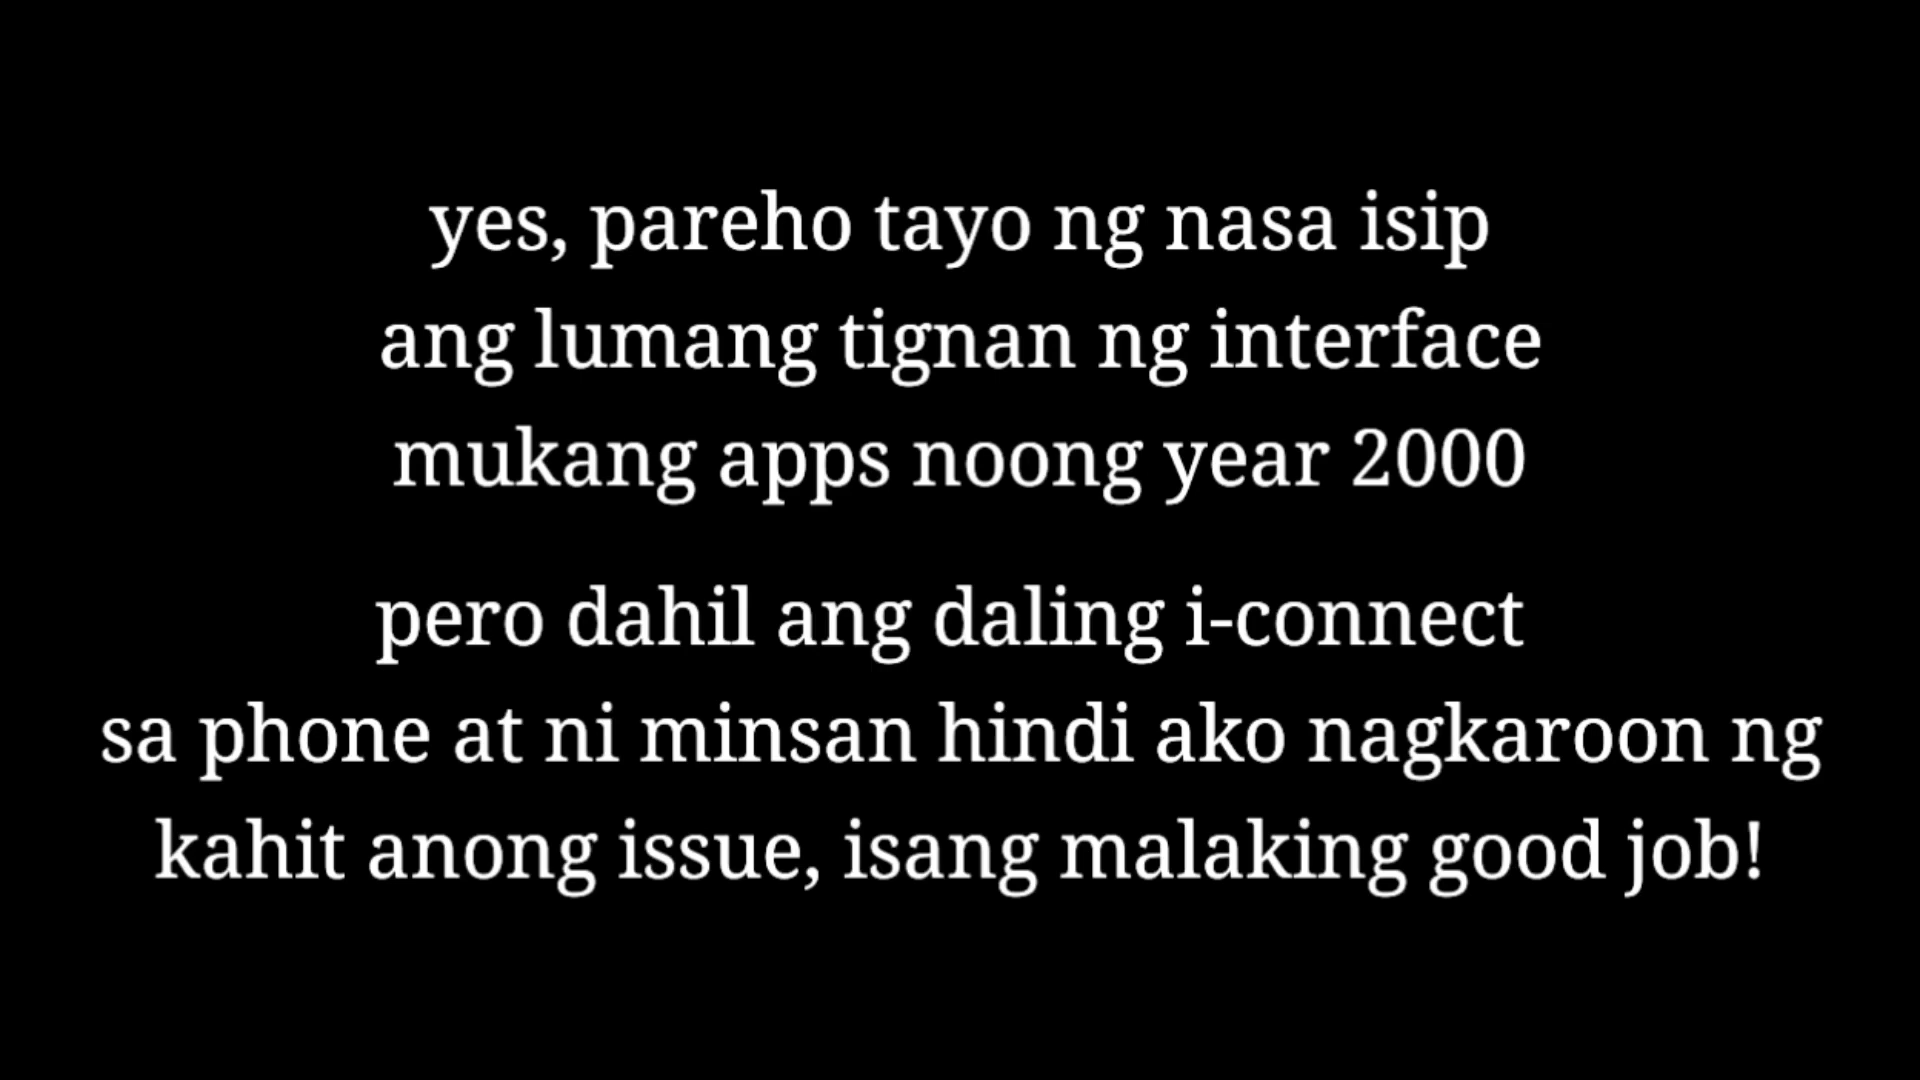 yes, pareho tayo ng nasa isip
ang lumang tignan ng interface
mukang apps noong year 2000
pero dahil ang daling i-connect
sa phone at ni minsan hindi ako nagkaroon ng
kahit anong issue, isang malaking good job!